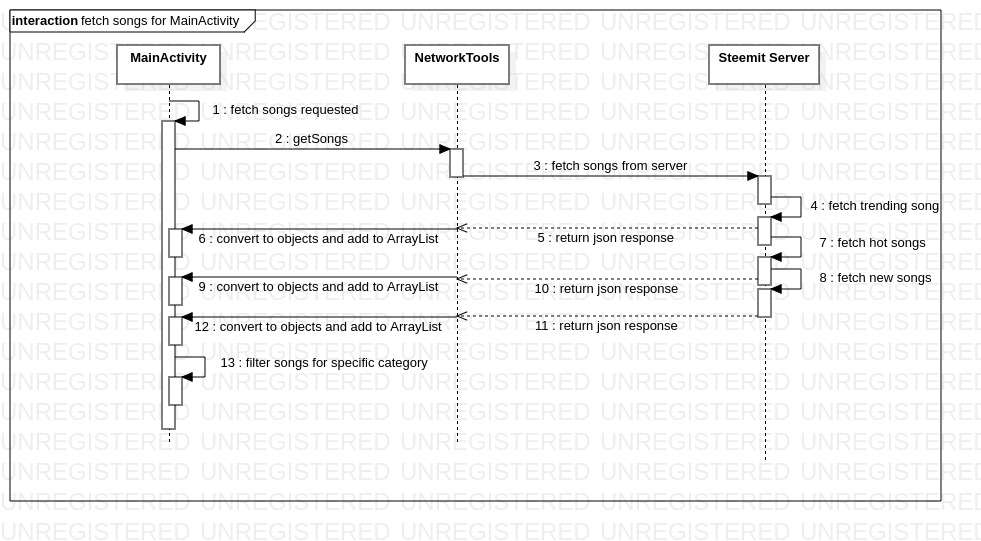 interaction fetch songs for MainActivity
MainActivity
NetworkTools
Steemit Server
1 : fetch songs requested
2 : getSongs
3 : fetch songs from server
4 : fetch trending song
5 : return json response
6 : convert to objects and add to ArrayList
7 : fetch hot songs
8 : fetch new songs
9 : convert to objects and add to ArrayList
10 : return json response
11 : return json response
12 : convert to objects and add to ArrayList
13 : filter songs for specific category
UNREGISTERED UNREGISTERED UNREGISTERED UNREGISTERED UNREGISTERED